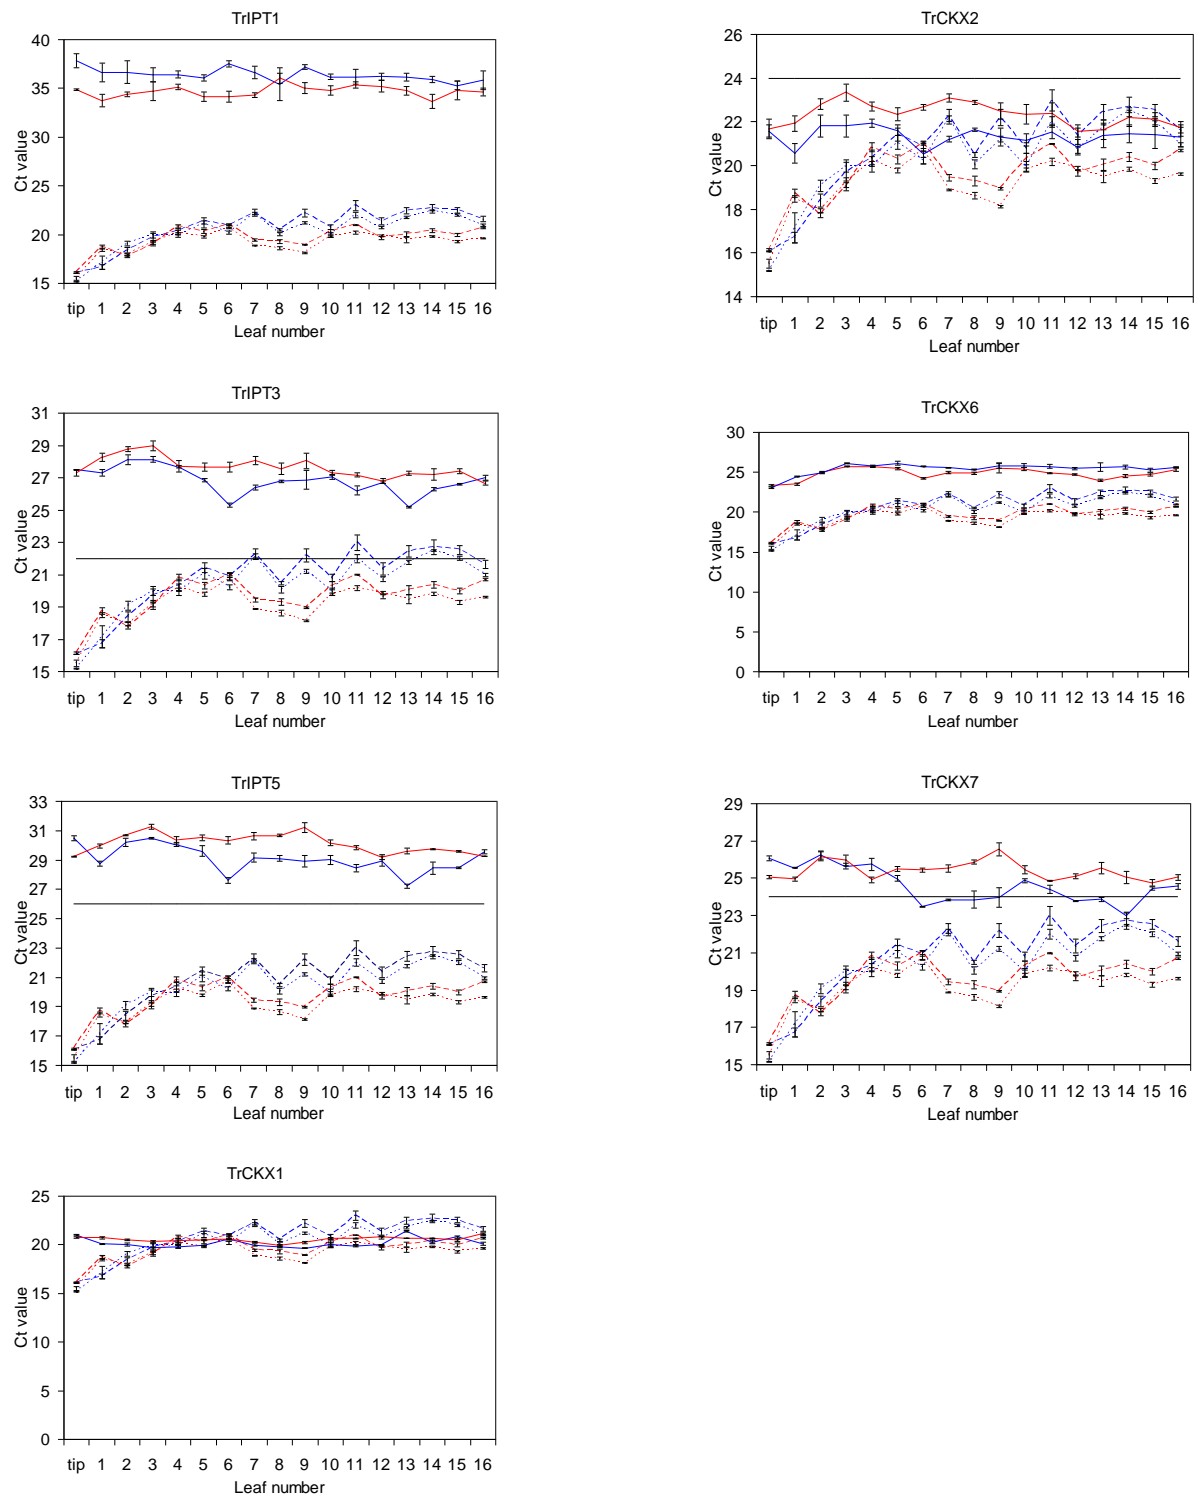 TrIPT1
40
35
30
25
20
15
Ct value
tip 1 2 3 4 5 6 7 8 9 10 11 12 13 14 15 16
Leaf number
TrCKX2
26
24
22
20
18
16
14
Ct value
tip 1 2 3 4 5 6 7 8 9 10 11 12 13 14 15 16
Leaf number
TrIPT3
31
29
27
25
23
21
19
17
15
Ct value
tip 1 2 3 4 5 6 7 8 9 10 11 12 13 14 15 16
Leaf number
TrCKX6
30
25
20
15
10
5
0
Ct value
tip 1 2 3 4 5 6 7 8 9 10 11 12 13 14 15 16
Leaf number
TrIPT5
33
31
29
27
25
23
21
19
17
15
Ct value
tip 1 2 3 4 5 6 7 8 9 10 11 12 13 14 15 16
Leaf number
TrCKX7
29
27
25
23
21
19
17
15
Ct value
tip 1 2 3 4 5 6 7 8 9 10 11 12 13 14 15 16
Leaf number
TrCKX1
25
20
15
10
5
0
Ct value
tip 1 2 3 4 5 6 7 8 9 10 11 12 13 14 15 16
Leaf number